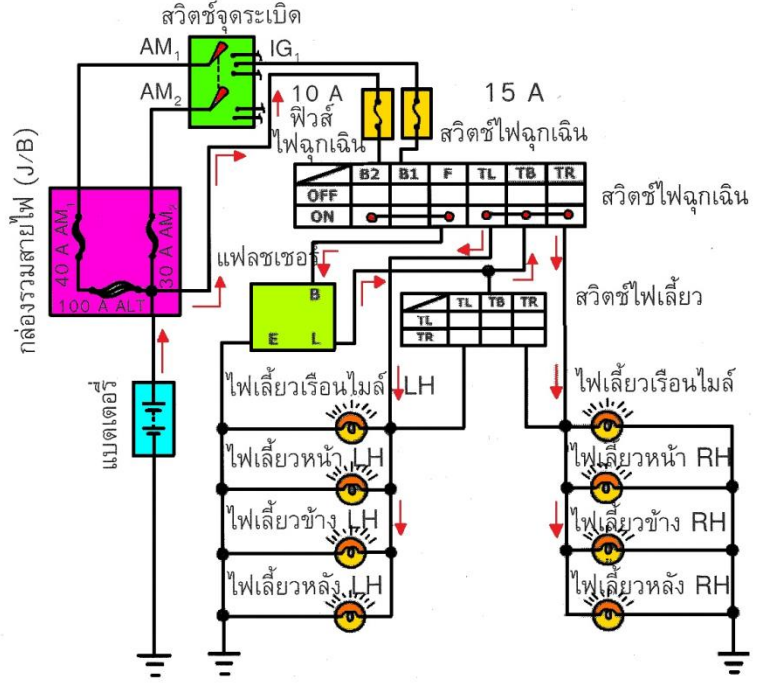 สวิตซ์จุดระเบิด
AM1
IG1
AM2
10 A
ฟิวส์
ไฟฉุกเฉิน
15 A
สวิตช์ไฟฉุกเฉิน
กล่องรวมสายไฟ (J/B)
40 A AM1
30 A AM2
100 A ALT
B2 B1 F TL TB TR
OFF
ON
สวิตช์ไฟฉุกเฉิน
แฟลชเชอร์
B
E L
TL TB TR
TL
TR
สวิตช์ไฟเลี้ยว
แบตเตอรี่
ไฟเลี้ยวเรือนไมล์ LH
ไฟเลี้ยวเรือนไมล์
ไฟเลี้ยวหน้า LH
ไฟเลี้ยวหน้า RH
ไฟเลี้ยวข้าง LH
ไฟเลี้ยวข้าง RH
ไฟเลี้ยวหลัง LH
ไฟเลี้ยวหลัง RH